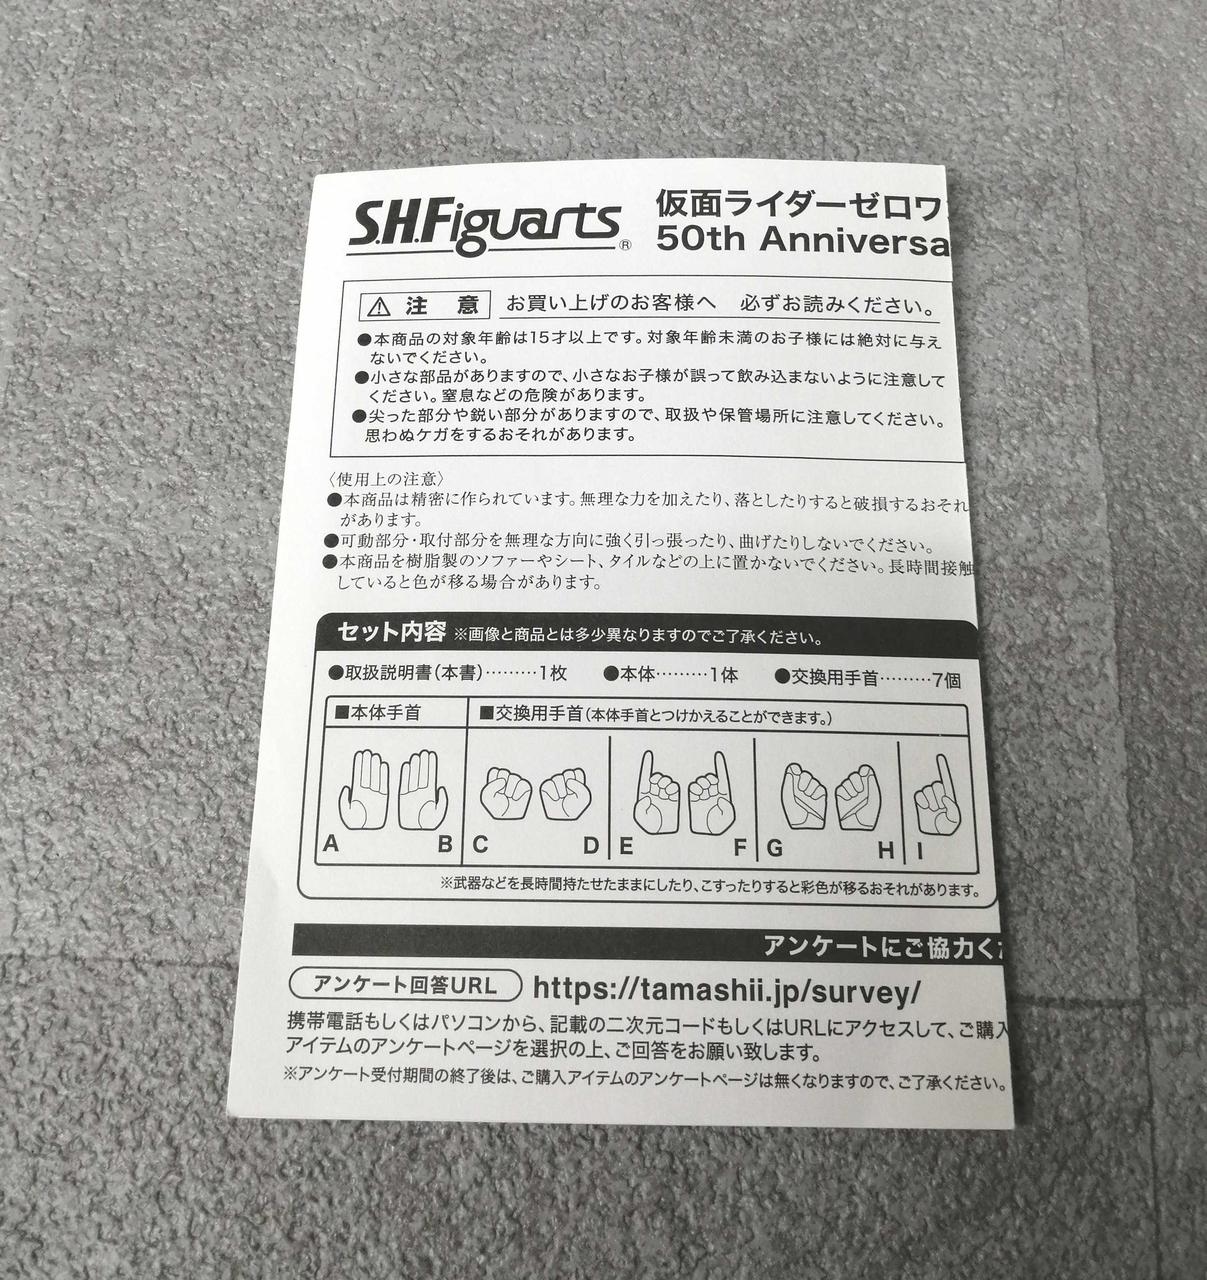 S.H.Figuarts®
仮面ライダーゼロワ
50th Anniversa
⚠ 注 意 お買い上げのお客様へ 必ずお読みください。
●本商品の対象年齢は15才以上です。対象年齢未満のお子様には絶対に与え
ないでください。
●小さな部品がありますので、小さなお子様が誤って飲み込まないように注意して
ください。窒息などの危険があります。
●尖った部分や鋭い部分がありますので、取扱や保管場所に注意してください。
思わぬケガをするおそれがあります。
〈使用上の注意〉
●本商品は精密に作られています。無理な力を加えたり、落としたりすると破損するおそれ
があります。
●可動部分・取付部分を無理な方向に強く引っ張ったり、曲げたりしないでください。
●本商品を樹脂製のソファーやシート、タイルなどの上に置かないでください。長時間接触
していると色が移る場合があります。
セット内容 ※画像と商品とは多少異なりますのでご了承ください。
●取扱説明書(本書)………1枚 ●本体………1体 ●交換用手首………7個
■本体手首 ■交換用手首(本体手首とつけかえることができます。)
A B C D E F G H I
※武器などを長時間持たせたままにしたり、こすったりすると彩色が移るおそれがあります。
アンケートにご協力くだ
アンケート回答URL https://tamashii.jp/survey/
携帯電話もしくはパソコンから、記載の二次元コードもしくはURLにアクセスして、ご購入
アイテムのアンケートページを選択の上、ご回答をお願い致します。
※アンケート受付期間の終了後は、ご購入アイテムのアンケートページは無くなりますので、ご了承ください。